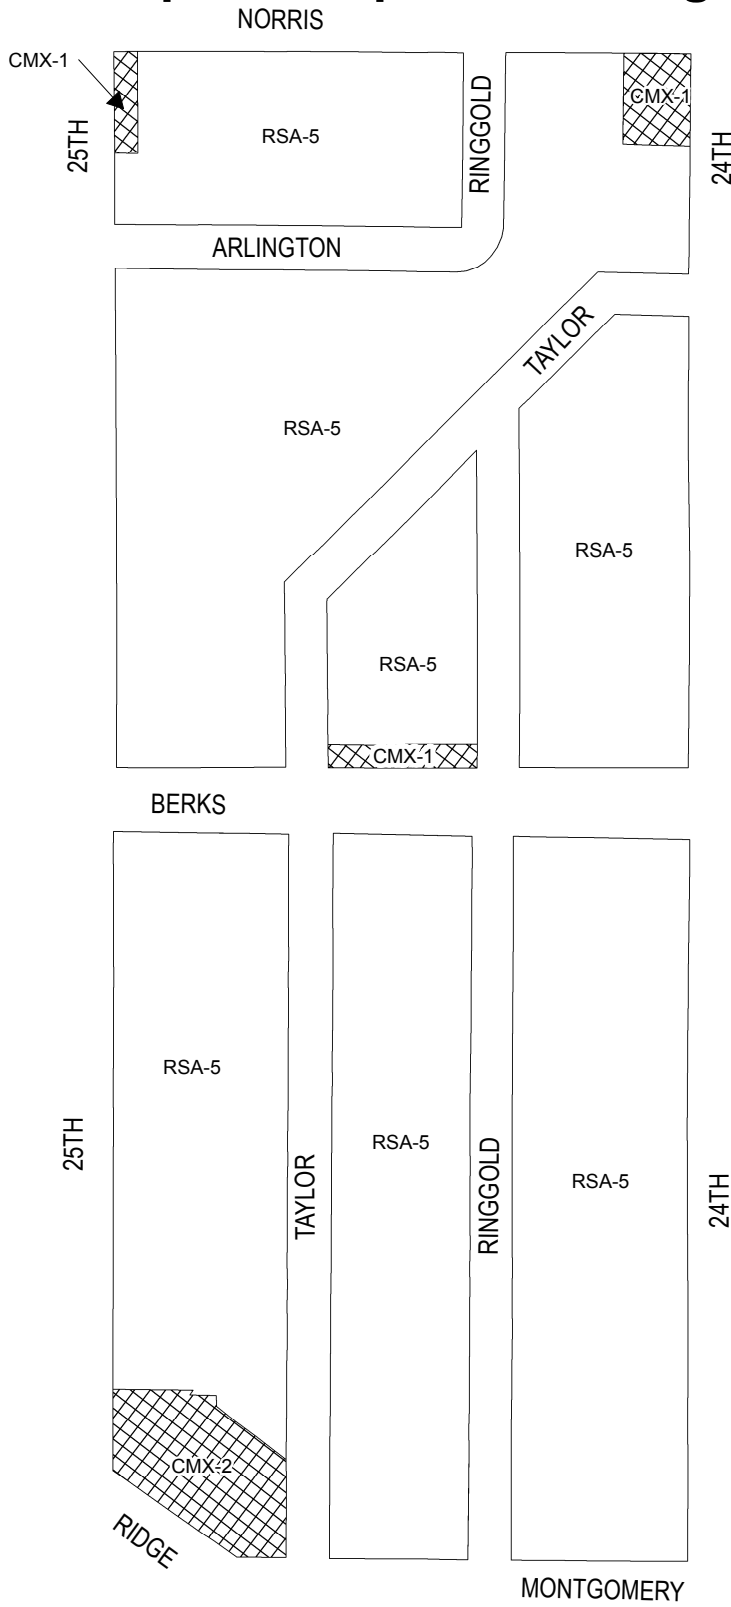 NORRIS
CMX-1
25TH
RSA-5
RINGGOLD
CMX-1
24TH
ARLINGTON
TAYLOR
RSA-5
RSA-5
RSA-5
CMX-1
BERKS
RSA-5
25TH
TAYLOR
RSA-5
RINGGOLD
RSA-5
24TH
CMX-2
RIDGE
MONTGOMERY